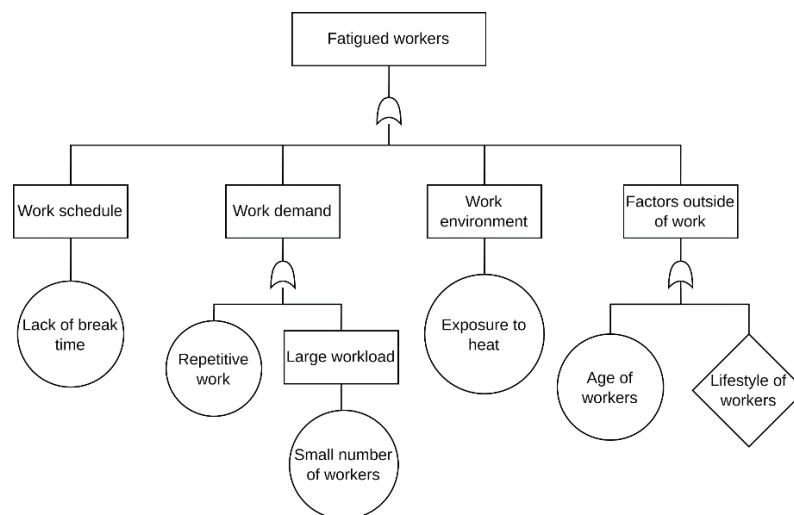 Fatigued workers
Work schedule
Work demand
Work
environment
Factors outside
of work
Lack of break
time
Repetitive
work
Large workload
Exposure to
heat
Age of
workers
Lifestyle of
workers
Small number
of workers